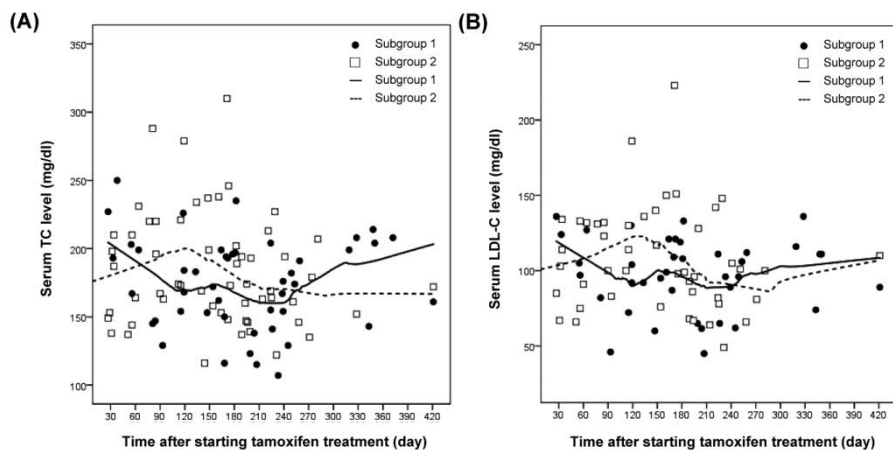 (A)
350
300
250
200
150
100
Serum TC level (mg/dl)
30 60 90 120 150 180 210 240 270 300 330 360 390 420
Time after starting tamoxifen treatment (day)
Subgroup 1
Subgroup 2
Subgroup 1
Subgroup 2
(B)
250
200
150
100
50
0
Serum LDL-C level (mg/dl)
30 60 90 120 150 180 210 240 270 300 330 360 390 420
Time after starting tamoxifen treatment (day)
Subgroup 1
Subgroup 2
Subgroup 1
Subgroup 2